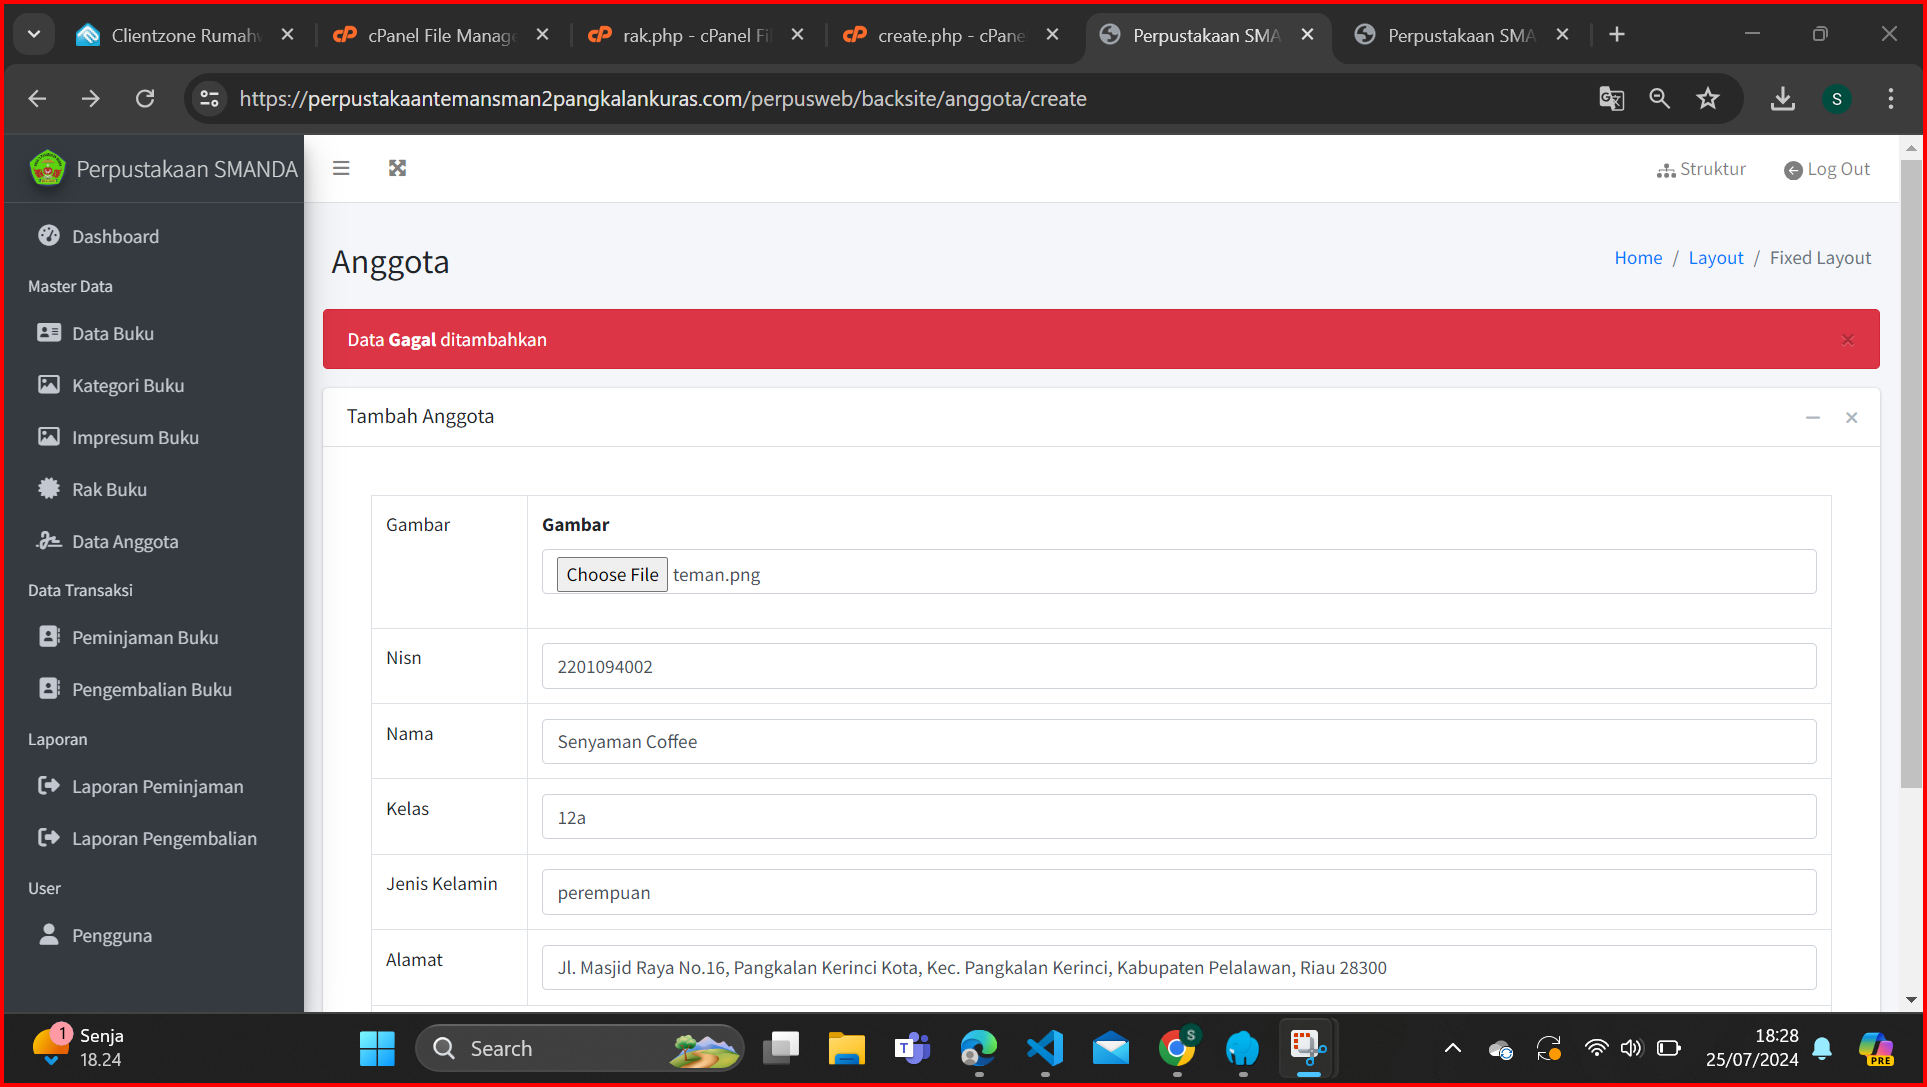 Clientzone Rumahw
cPanel File Manage
rak.php - cPanel Fil
create.php - cPane
Perpustakaan SMA
Perpustakaan SMA
https://perpustakaantemansman2pangkalankuras.com/perpusweb/backsite/anggota/create
S
Perpustakaan SMANDA
Struktur
Log Out
Dashboard
Master Data
Data Buku
Kategori Buku
Impresum Buku
Rak Buku
Data Anggota
Data Transaksi
Peminjaman Buku
Pengembalian Buku
Laporan
Laporan Peminjaman
Laporan Pengembalian
User
Pengguna
Anggota
Home / Layout / Fixed Layout
Data Gagal ditambahkan
Tambah Anggota
Gambar
Gambar
Choose File teman.png
Nisn
2201094002
Nama
Senyaman Coffee
Kelas
12a
Jenis Kelamin
perempuan
Alamat
Jl. Masjid Raya No.16, Pangkalan Kerinci Kota, Kec. Pangkalan Kerinci, Kabupaten Pelalawan, Riau 28300
1
Senja
18.24
Search
T
S
18:28
25/07/2024
PRE